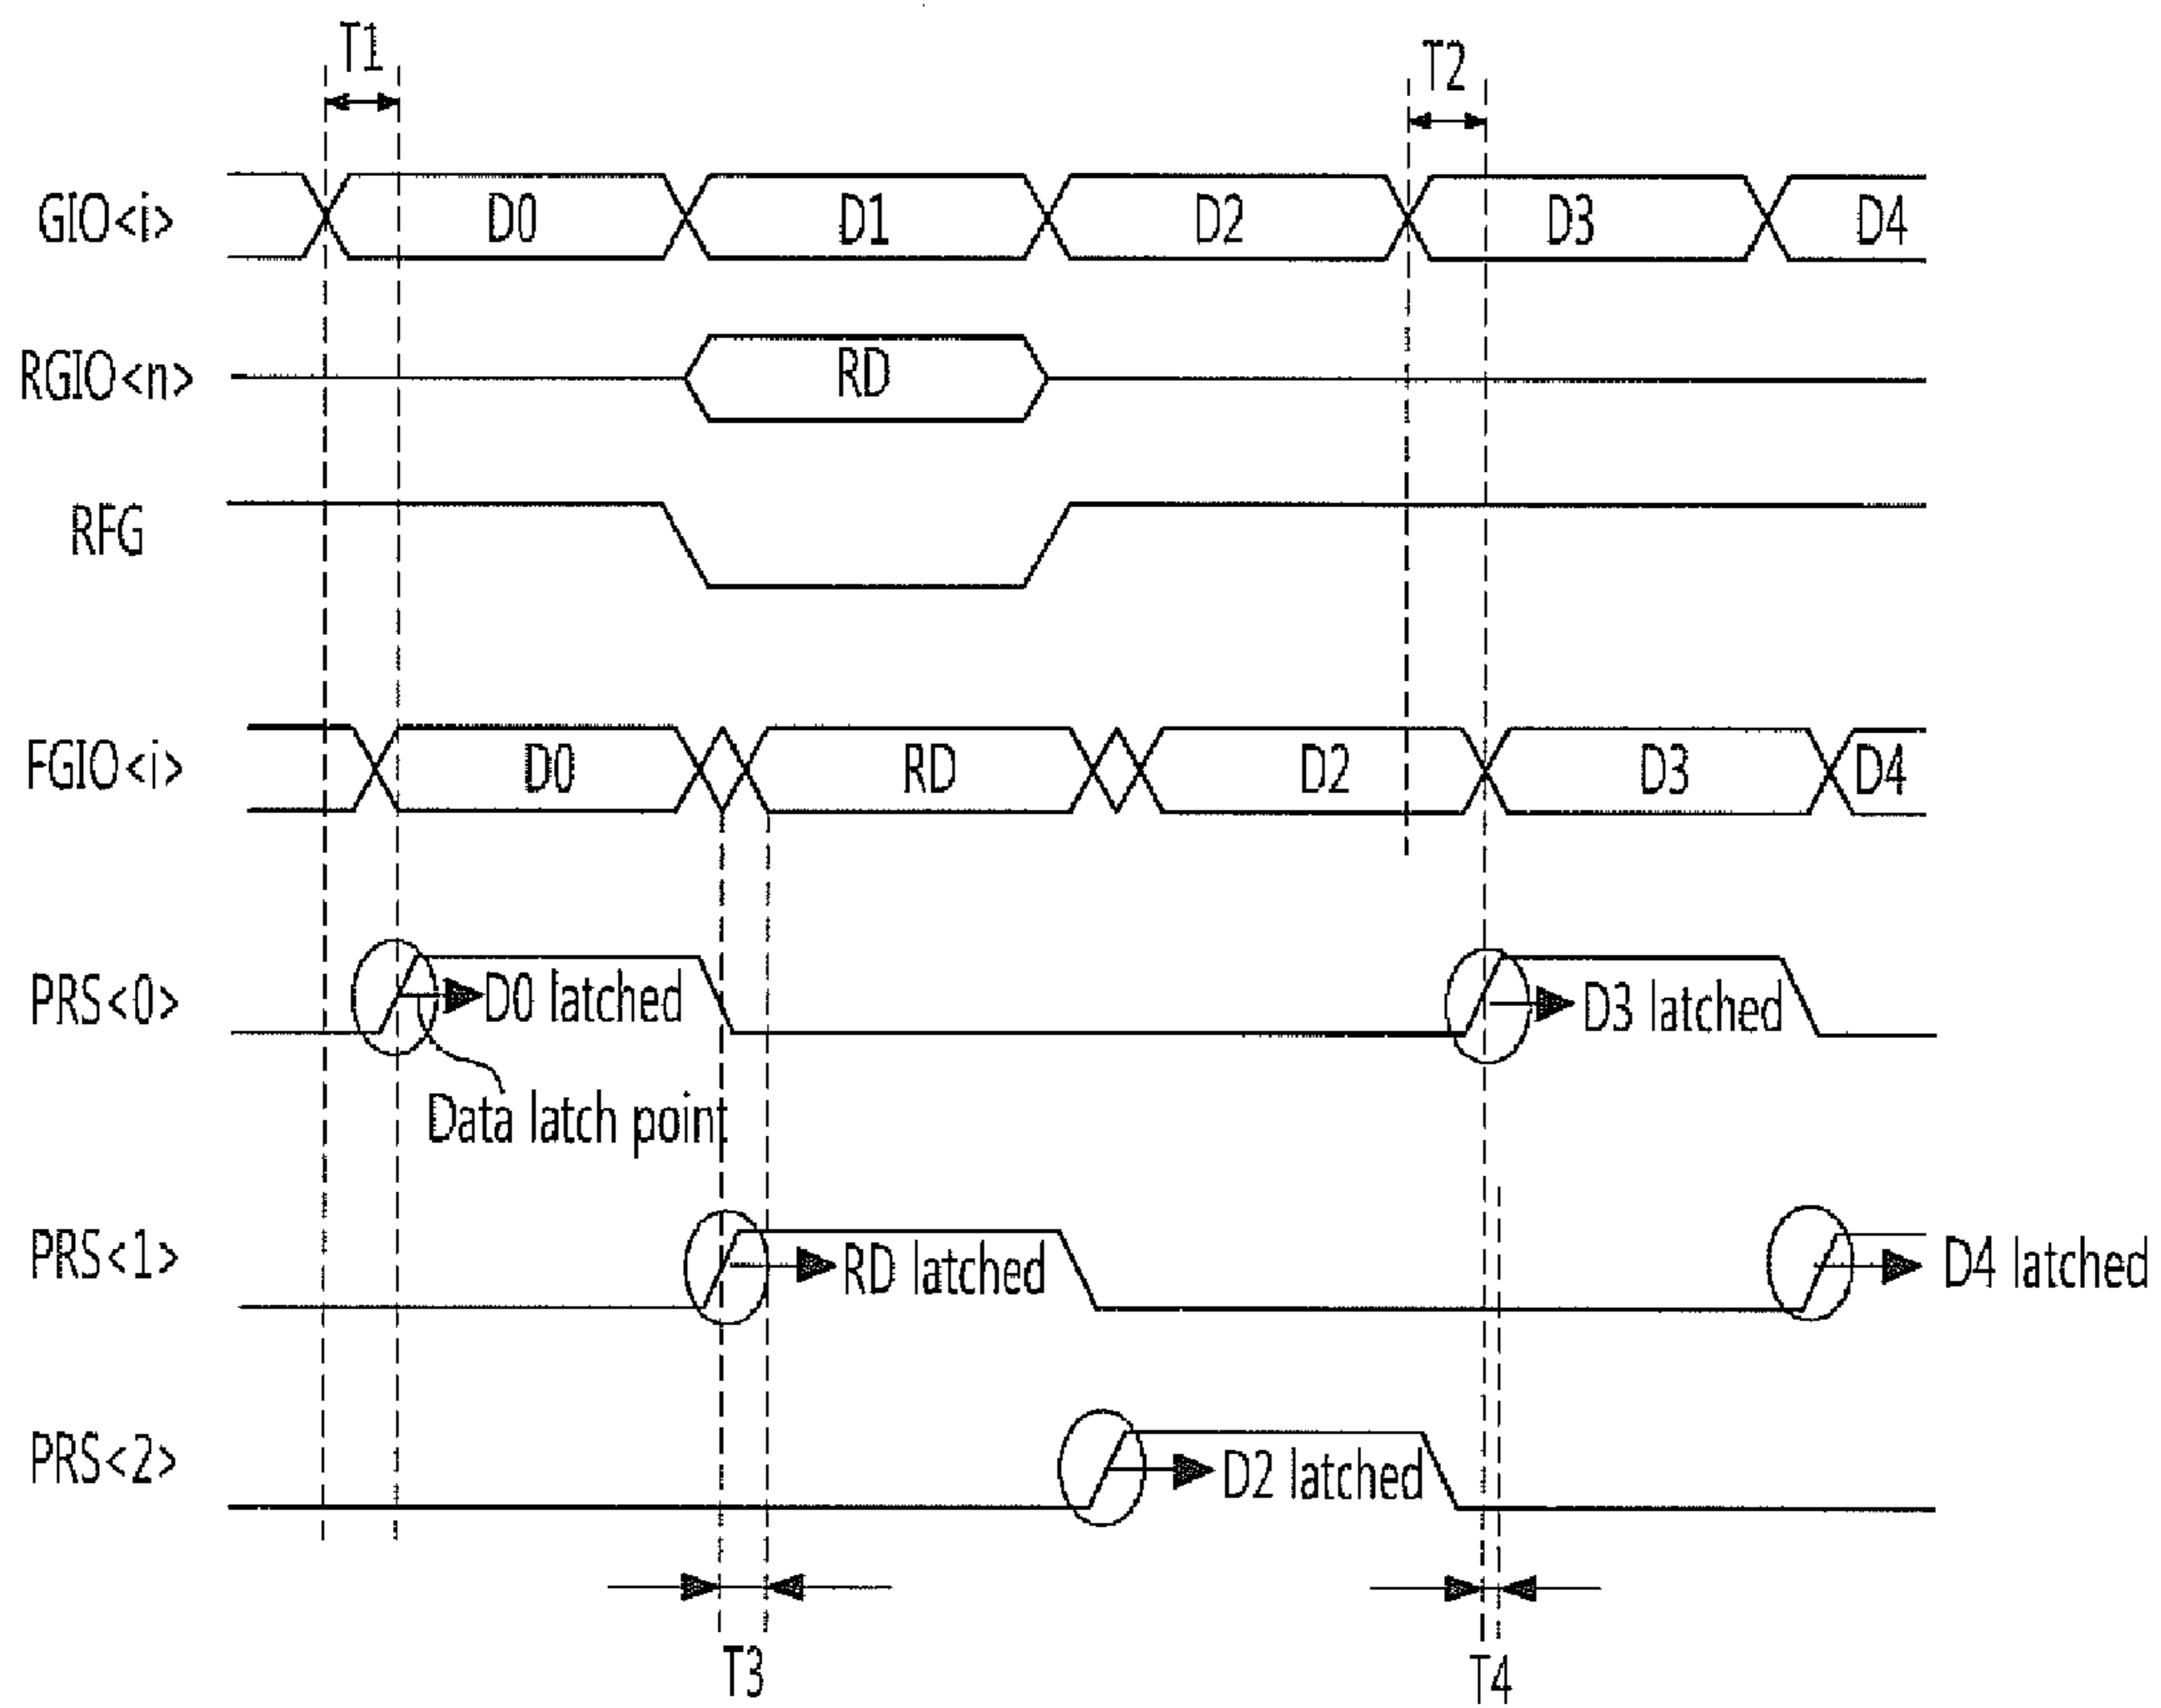 T1
T2
GIO<i>
D0
D1
D2
D3
D4
RGIO<n>
RD
RFG
FGIO<i>
D0
RD
D2
D3
D4
PRS<0>
D0 latched
D3 latched
Data latch point
PRS<1>
RD latched
D4 latched
PRS<2>
D2 latched
T3
T4